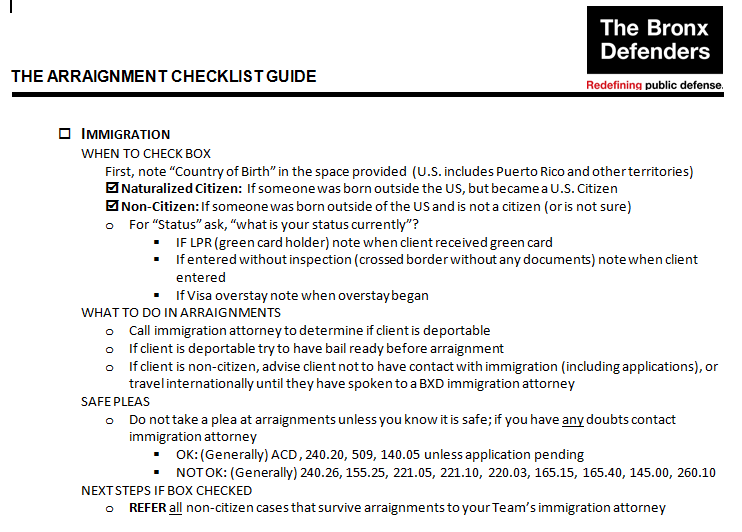 The Bronx
Defenders
Redefining public defense.
THE ARRAIGNMENT CHECKLIST GUIDE
IMMIGRATION
WHEN TO CHECK BOX
First, note “Country of Birth” in the space provided (U.S. includes Puerto Rico and other territories)
Naturalized Citizen: If someone was born outside the US, but became a U.S. Citizen
Non-Citizen: If someone was born outside of the US and is not a citizen (or is not sure)
o For “Status” ask, “what is your status currently”?
▪ IF LPR (green card holder) note when client received green card
▪ If entered without inspection (crossed border without any documents) note when client
entered
▪ If Visa overstay note when overstay began
WHAT TO DO IN ARRAIGNMENTS
o Call immigration attorney to determine if client is deportable
o If client is deportable try to have bail ready before arraignment
o If client is non-citizen, advise client not to have contact with immigration (including applications), or
travel internationally until they have spoken to a BXD immigration attorney
SAFE PLEAS
o Do not take a plea at arraignments unless you know it is safe; if you have any doubts contact
immigration attorney
▪ OK: (Generally) ACD, 240.20, 509, 140.05 unless application pending
▪ NOT OK: (Generally) 240.26, 155.25, 221.05, 221.10, 220.03, 165.15, 165.40, 145.00, 260.10
NEXT STEPS IF BOX CHECKED
o REFER all non-citizen cases that survive arraignments to your Team’s immigration attorney